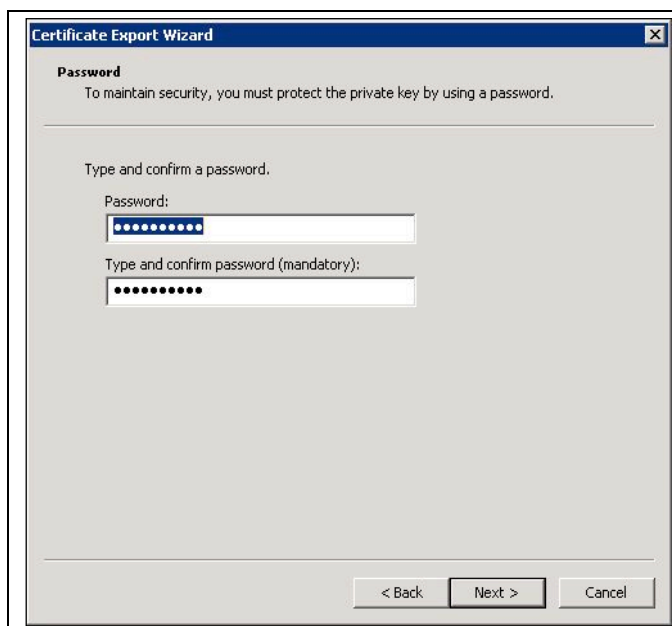 Certificate Export Wizard
Password
To maintain security, you must protect the private key by using a password.
Type and confirm a password.
Password:
●●●●●●●●●●
Type and confirm password (mandatory):
●●●●●●●●●●
< Back Next > Cancel